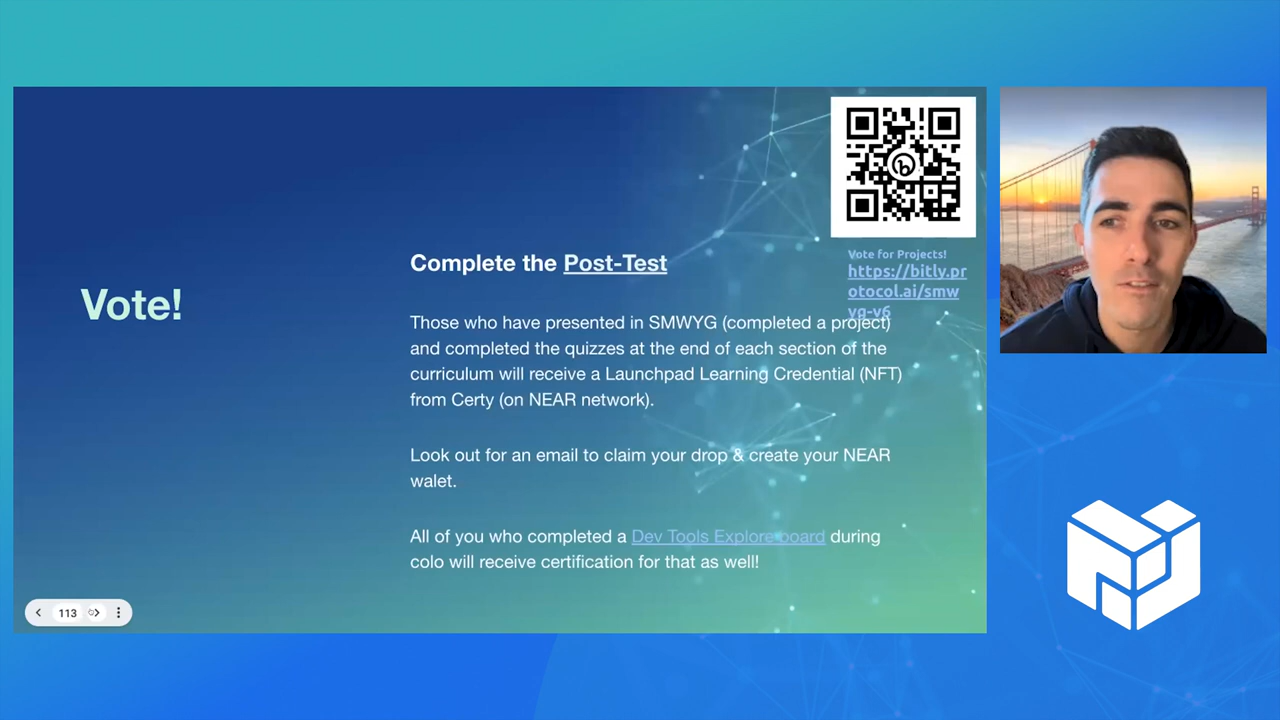 Vote for Projects!
https://bitly.pr
otocol.ai/smw
yg-v6
Vote!
Complete the Post-Test
Those who have presented in SMWYG (completed a project)
and completed the quizzes at the end of each section of the
curriculum will receive a Launchpad Learning Credential (NFT)
from Certy (on NEAR network).
Look out for an email to claim your drop & create your NEAR
walet.
All of you who completed a Dev Tools Explore board during
colo will receive certification for that as well!
113